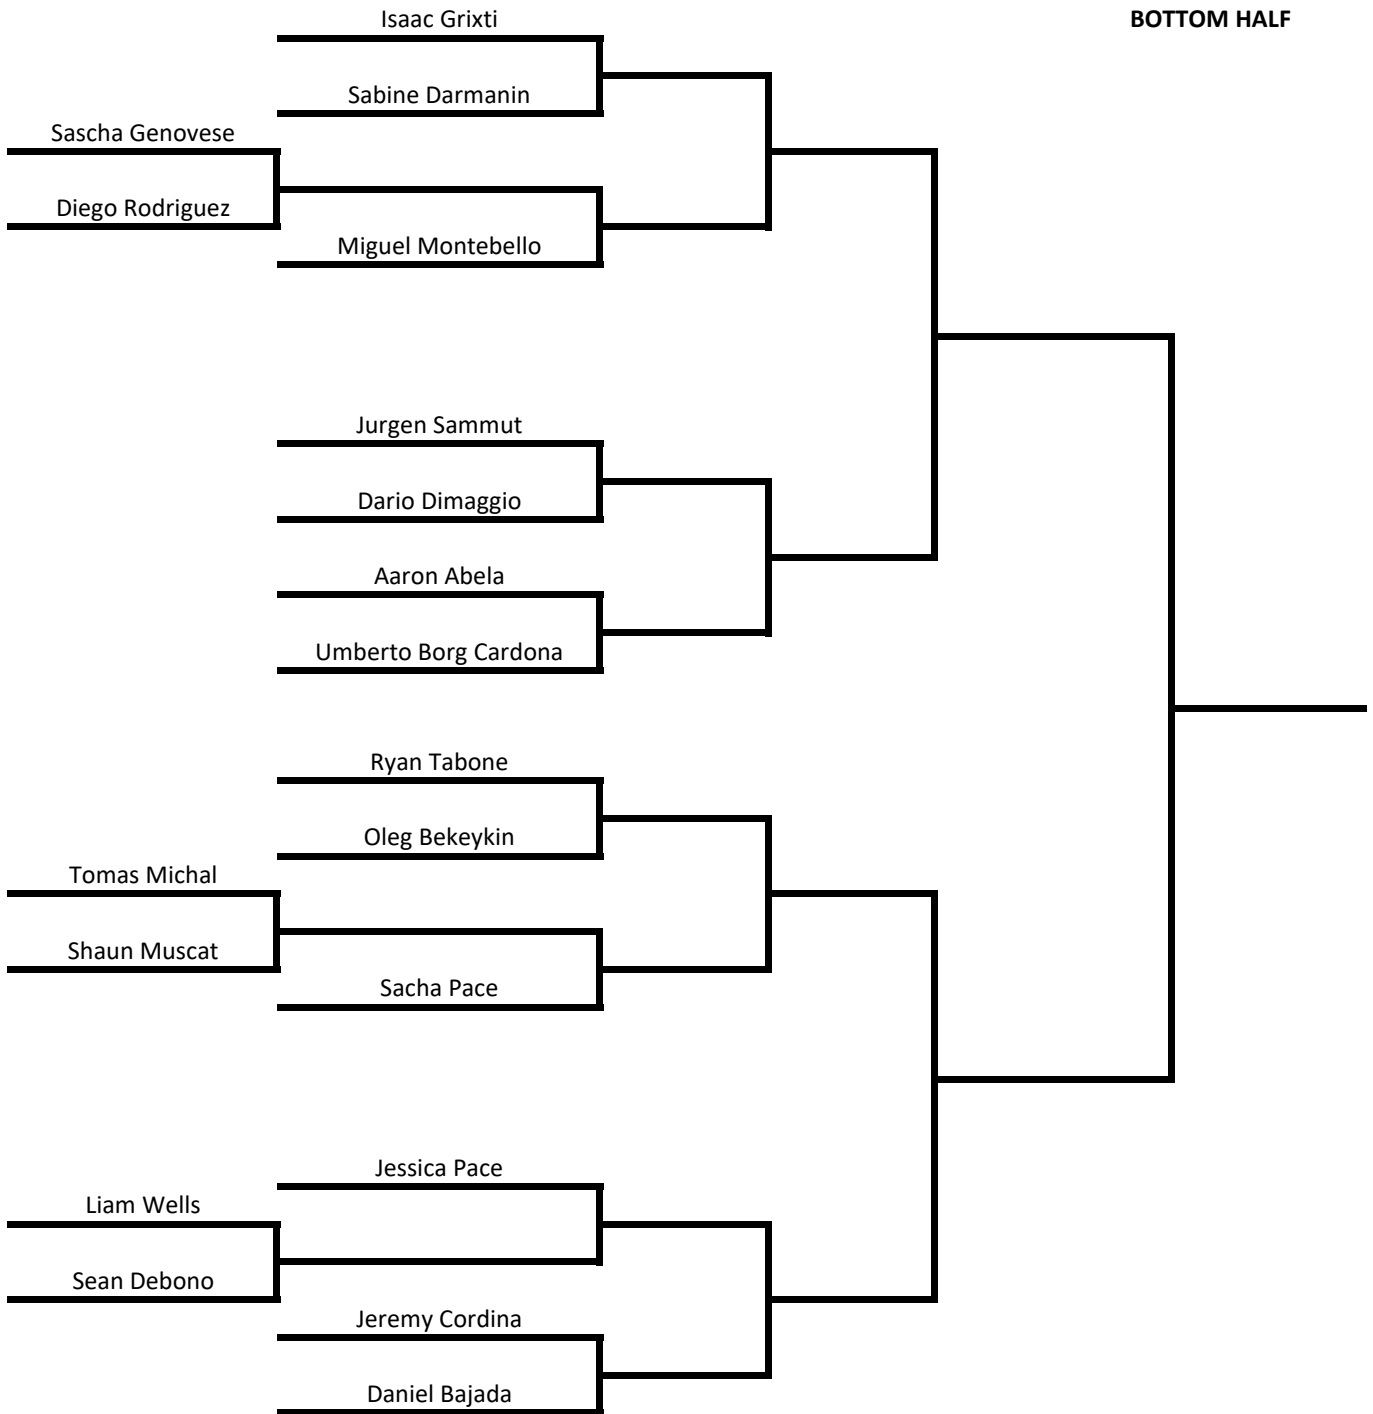 Isaac Grixti
BOTTOM HALF
Sabine Darmanin
Sascha Genovese
Diego Rodriguez
Miguel Montebello
Jurgen Sammut
Dario Dimaggio
Aaron Abela
Umberto Borg Cardona
Ryan Tabone
Oleg Bekeykin
Tomas Michal
Shaun Muscat
Sacha Pace
Jessica Pace
Liam Wells
Sean Debono
Jeremy Cordina
Daniel Bajada